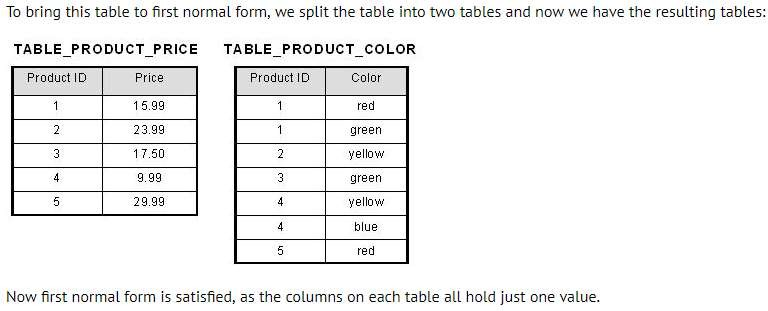 To bring this table to first normal form, we split the table into two tables and now we have the resulting tables:
TABLE_PRODUCT_PRICE TABLE_PRODUCT_COLOR
Product ID Price Product ID Color
1 15.99 1 red
2 23.99 1 green
3 17.50 2 yellow
4 9.99 3 green
5 29.99 4 yellow
4 blue
5 red
Now first normal form is satisfied, as the columns on each table all hold just one value.